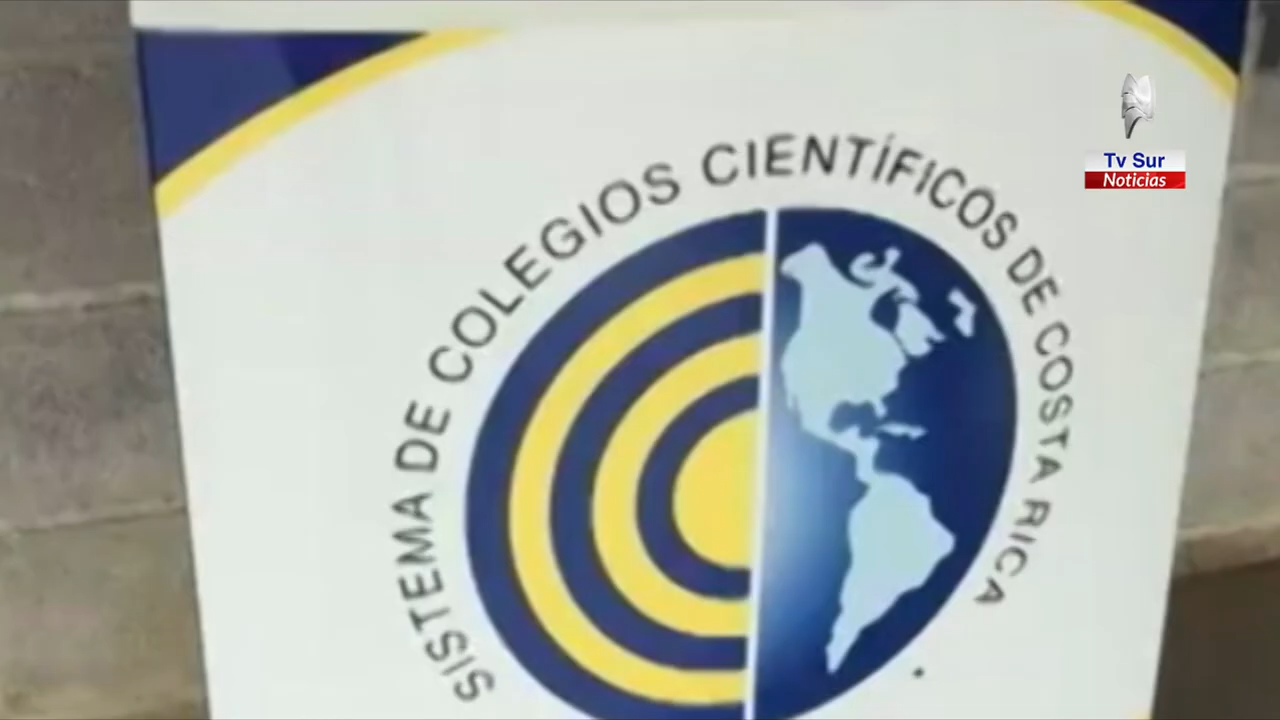 SISTEMA DE COLEGIOS CIENTÍFICOS DE COSTA RICA
Tv Sur
Noticias